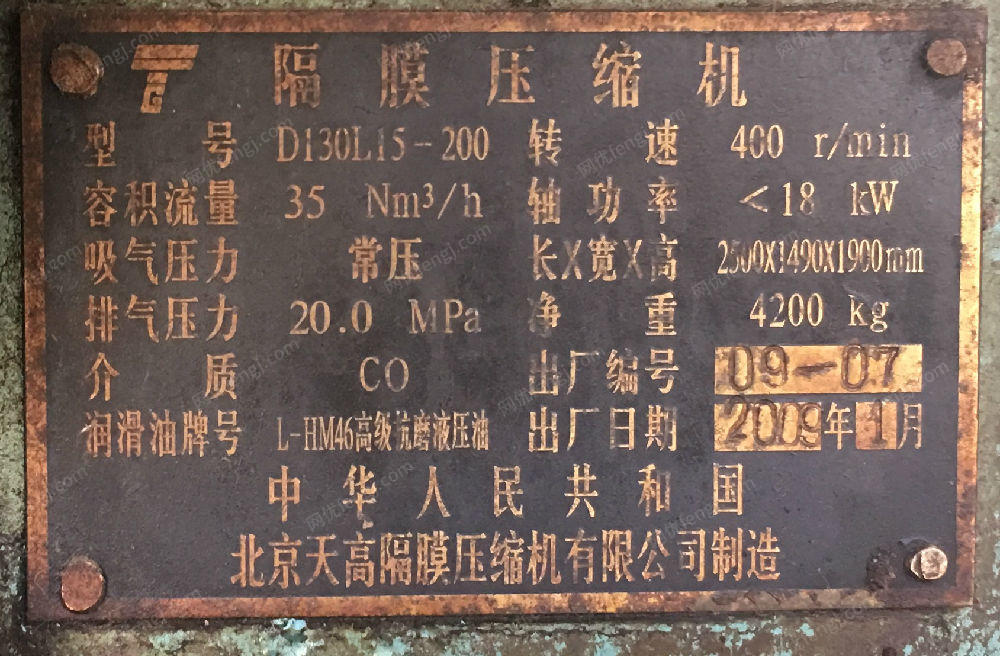 TG 隔膜压缩机
型号 D130L15-200 转速 400 r/min
容积流量 35 Nm³/h 轴功率 <18 kW
吸气压力 常压 长X宽X高 2500X1490X1900mm
排气压力 20.0 MPa 净重 4200 kg
介质 CO 出厂编号 09-07
润滑油牌号 L-HM46高级抗磨液压油 出厂日期 2009年1月
中华人民共和国
北京天高隔膜压缩机有限公司制造